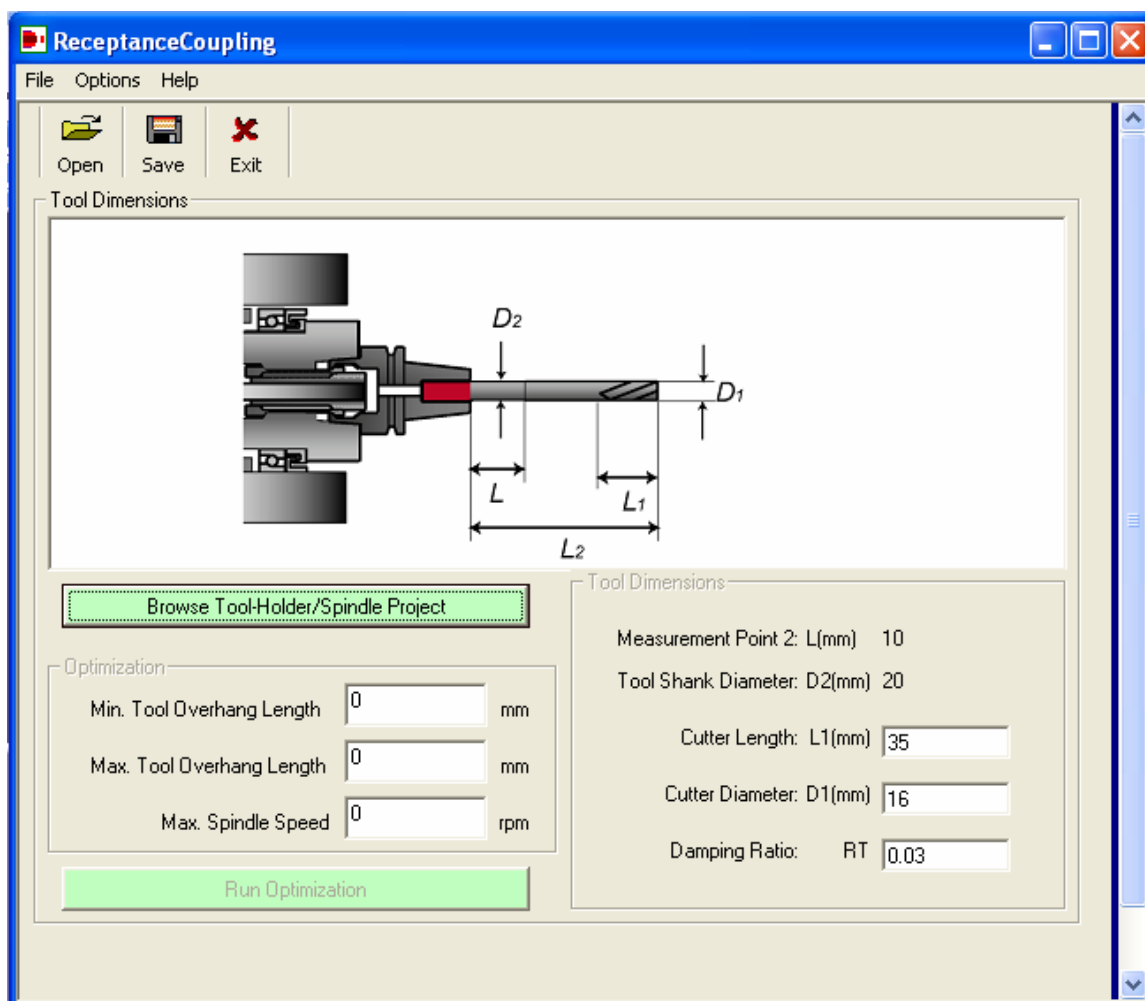 ReceptanceCoupling
File Options Help
Open Save Exit
Tool Dimensions
D2
D1
L
L1
L2
Browse Tool-Holder/Spindle Project
Tool Dimensions
Measurement Point 2: L(mm) 10
Tool Shank Diameter: D2(mm) 20
Cutter Length: L1(mm) 35
Cutter Diameter: D1(mm) 16
Damping Ratio: RT 0.03
Optimization
Min. Tool Overhang Length 0 mm
Max. Tool Overhang Length 0 mm
Max. Spindle Speed 0 rpm
Run Optimization